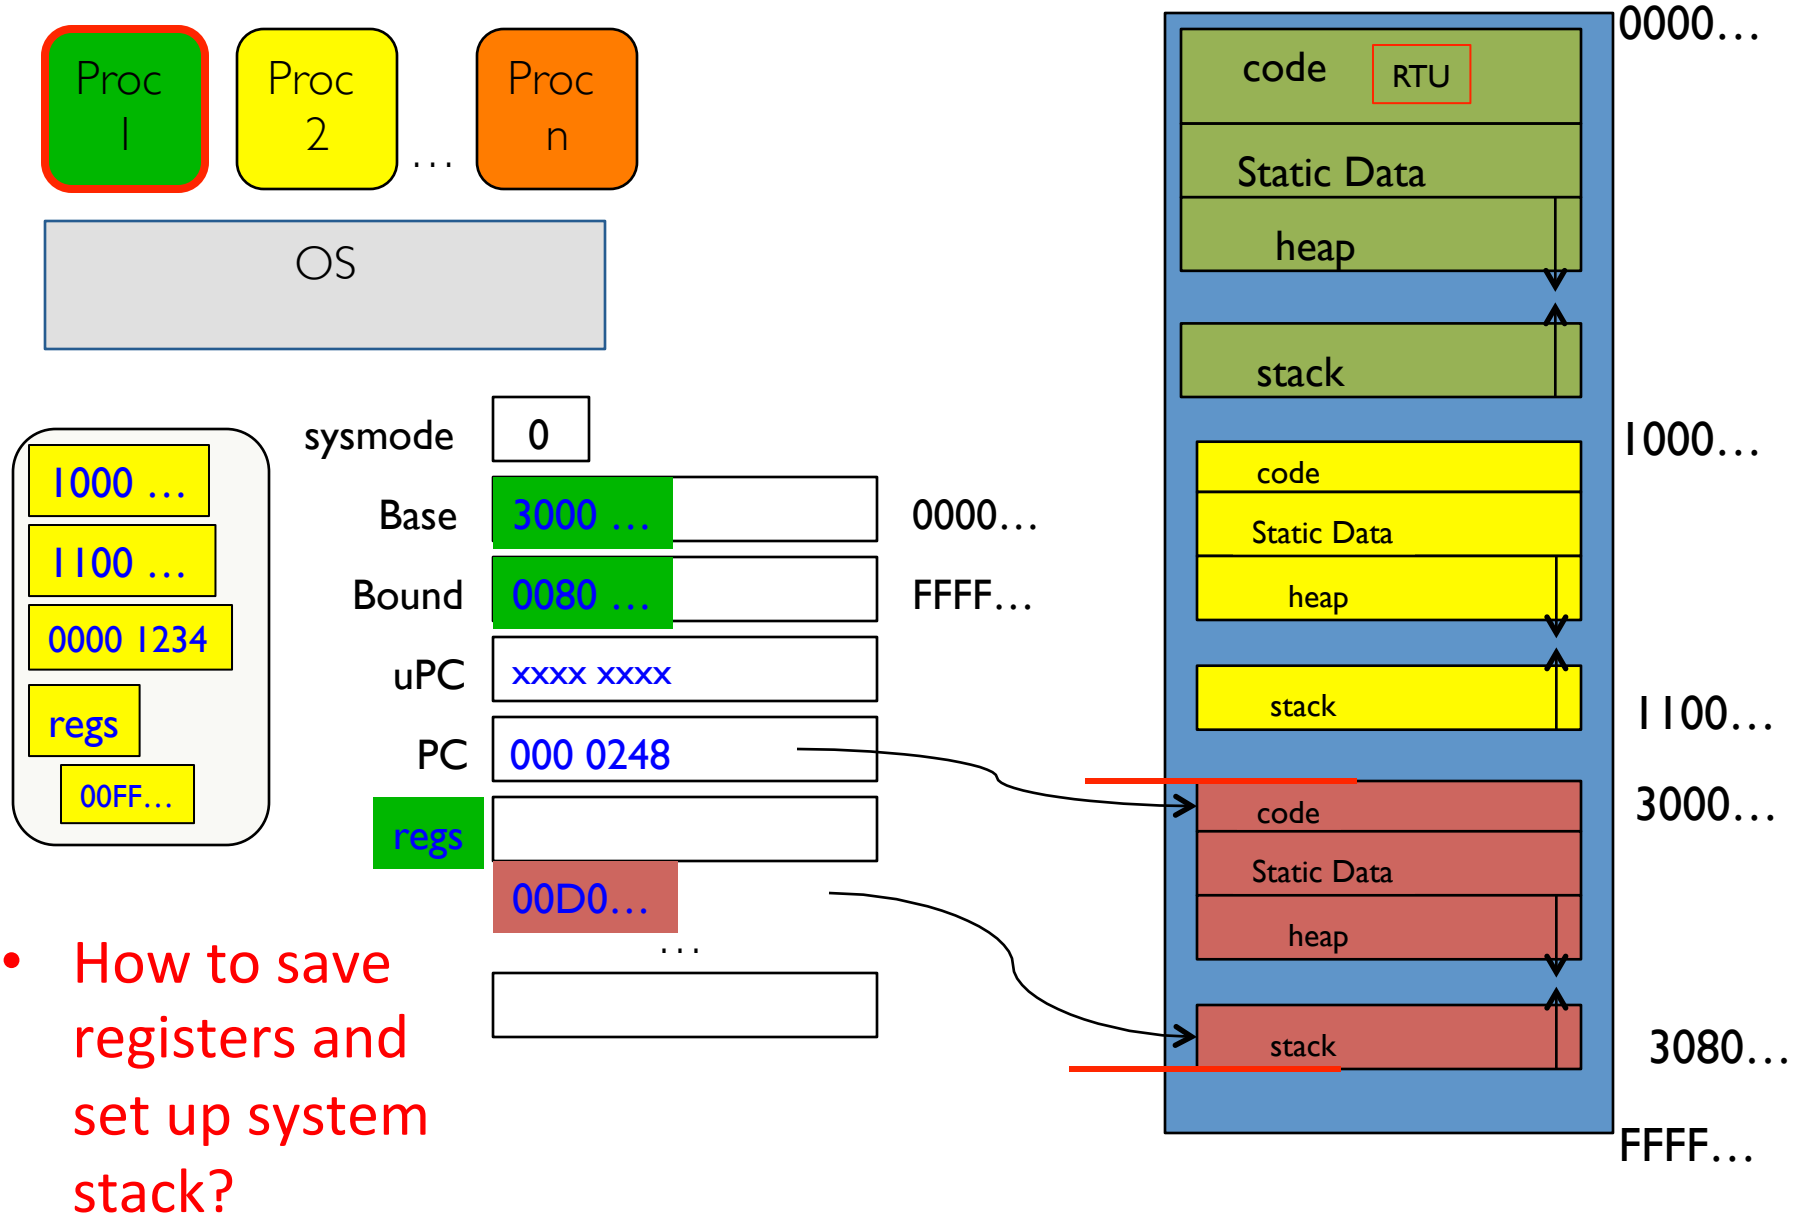 Proc
1
Proc
2
…
Proc
n
OS
sysmode
0
Base
3000 …
0000…
Bound
0080 …
FFFF…
uPC
xxxx xxxx
PC
000 0248
regs
00D0…
…
1000 …
1100 …
0000 1234
regs
00FF…
• How to save
registers and
set up system
stack?
0000…
code
RTU
Static Data
heap
stack
1000…
code
Static Data
heap
stack
1100…
3000…
code
Static Data
heap
stack
3080…
FFFF…